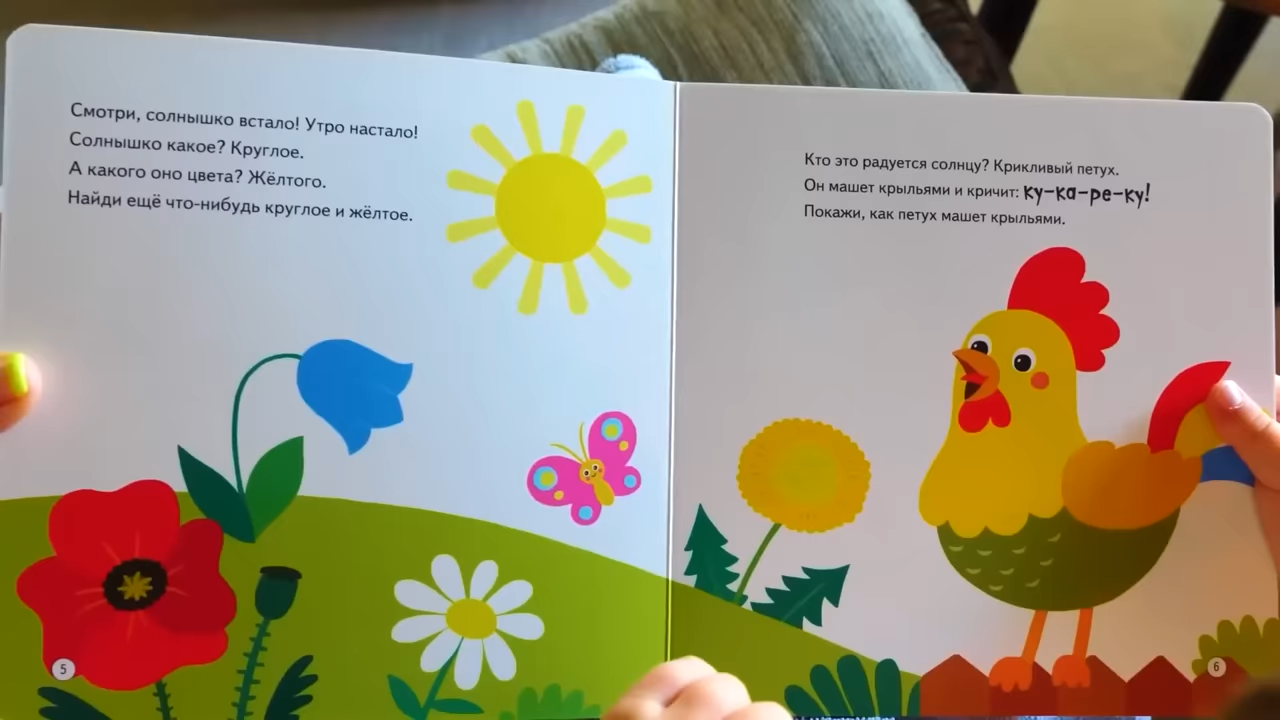 Смотри, солнышко встало! Утро настало!
Солнышко какое? Круглое.
А какого оно цвета? Жёлтого.
Найди ещё что-нибудь круглое и жёлтое.
5
Кто это радуется солнцу? Крикливый петух.
Он машет крыльями и кричит: ку-ка-ре-ку!
Покажи, как петух машет крыльями.
6